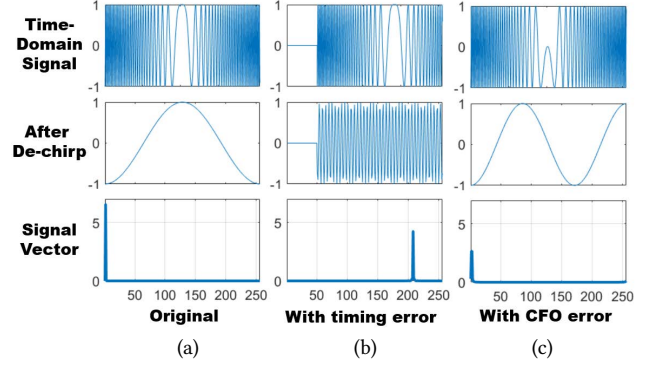 Time-
Domain
Signal
1
0
-1
1
0
-1
1
0
-1
After
De-chirp
1
0
-1
1
0
-1
1
0
-1
Signal
Vector
5
0
5
0
5
0
50 100 150 200 250
50 100 150 200 250
50 100 150 200 250
Original
With timing error
With CFO error
(a)
(b)
(c)